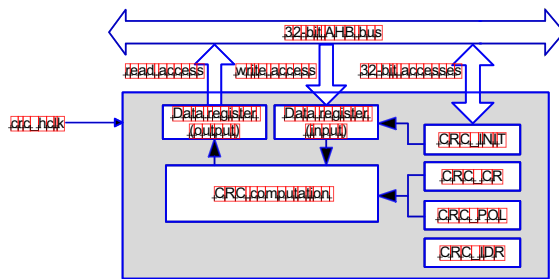 32-bit AHB bus
read access
write access
32-bit accesses
crc_hclk
Data register
(output)
Data register
(input)
CRC computation
CRC_INIT
CRC_CR
CRC_POL
CRC_IDR